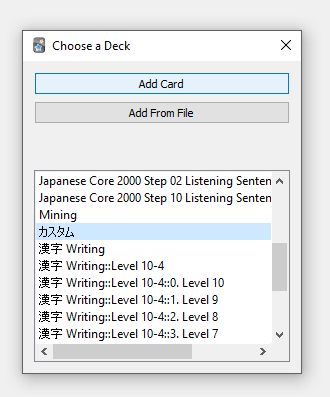 Choose a Deck
Add Card
Add From File
Japanese Core 2000 Step 02 Listening Senten
Japanese Core 2000 Step 10 Listening Senten
Mining
カスタム
漢字 Writing
漢字 Writing::Level 10-4
漢字 Writing::Level 10-4::0. Level 10
漢字 Writing::Level 10-4::1. Level 9
漢字 Writing::Level 10-4::2. Level 8
漢字 Writing::Level 10-4::3. Level 7